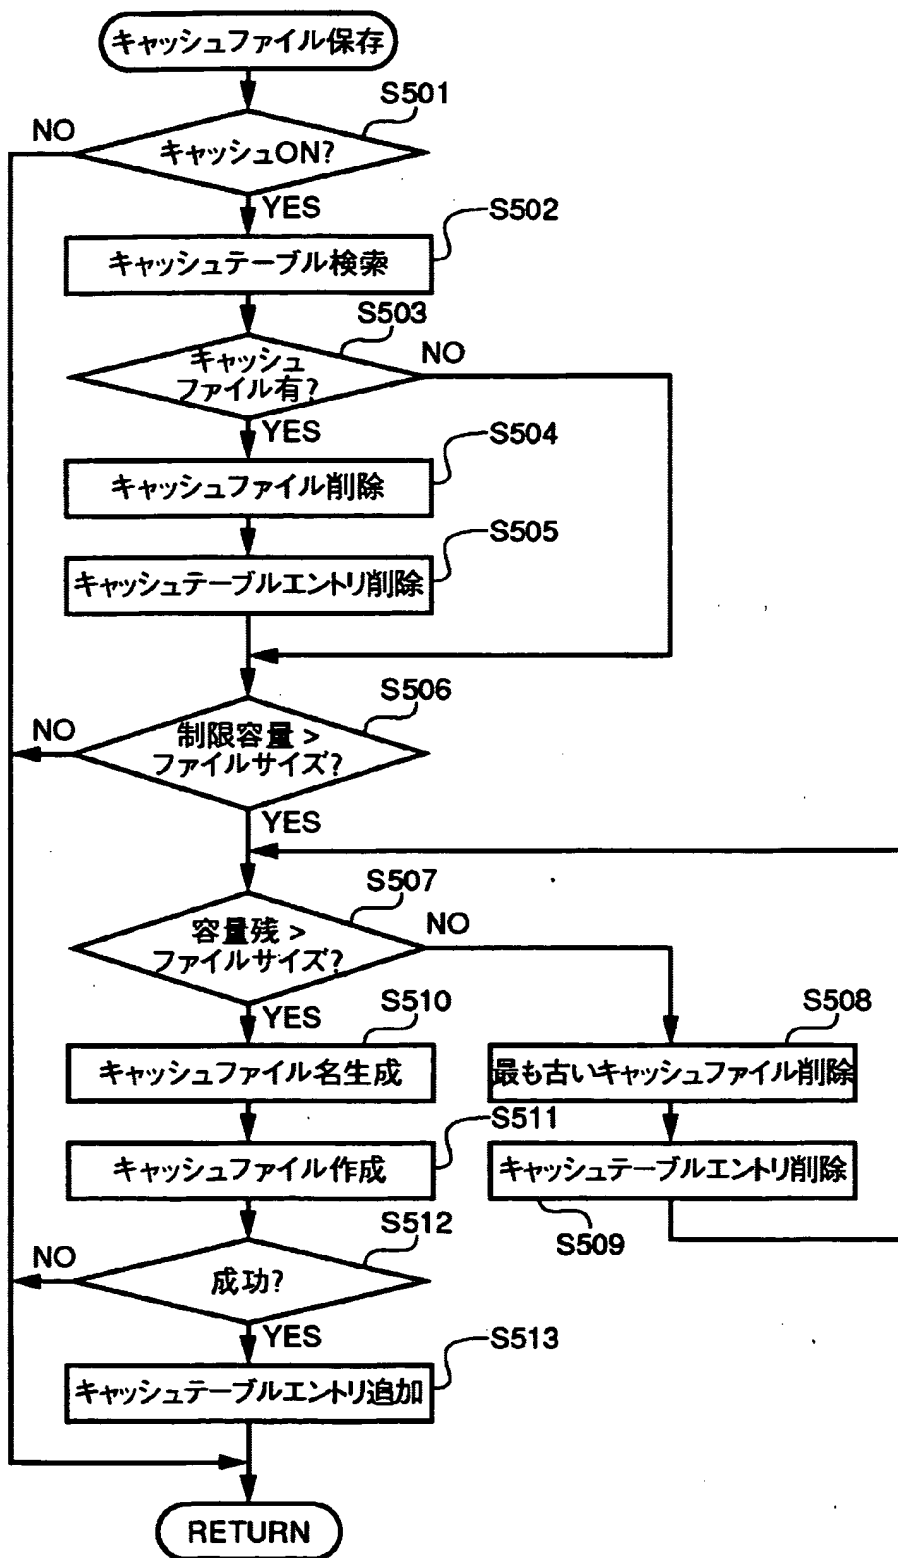 キャッシュファイル保存
S501
NO
キャッシュON?
YES
S502
キャッシュテーブル検索
S503
キャッシュ
ファイル有?
NO
YES
S504
キャッシュファイル削除
S505
キャッシュテーブルエントリ削除
S506
NO
制限容量 >
ファイルサイズ?
YES
S507
容量残 >
ファイルサイズ?
NO
YES
S510
S508
キャッシュファイル名生成
最も古いキャッシュファイル削除
S511
キャッシュファイル作成
キャッシュテーブルエントリ削除
S509
S512
NO
成功?
YES
S513
キャッシュテーブルエントリ追加
RETURN